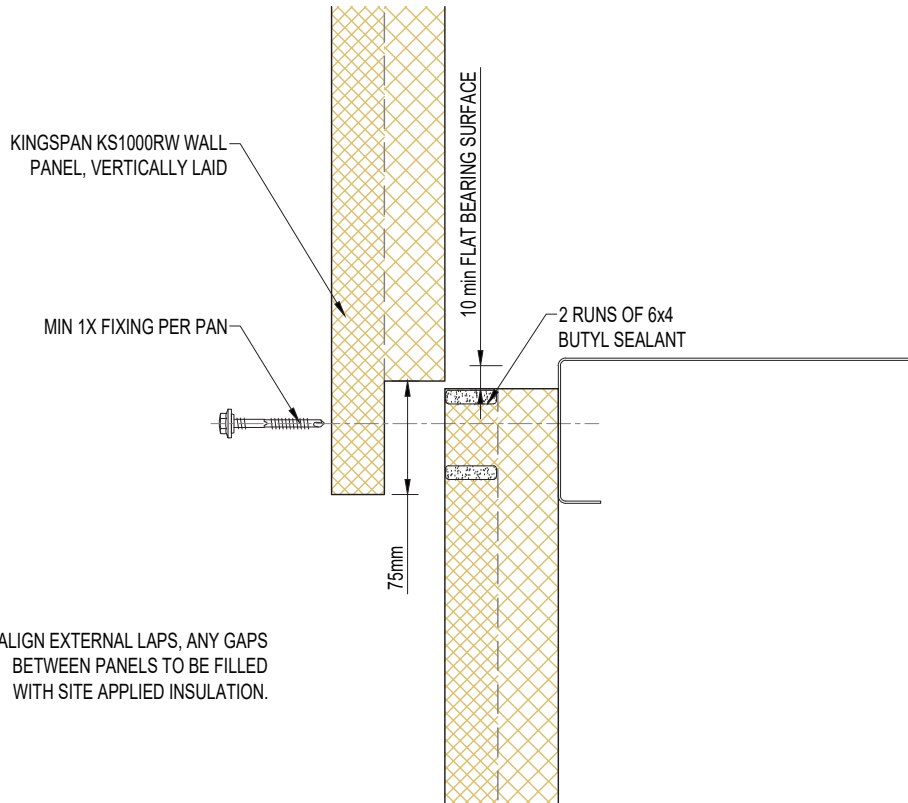 KINGSPAN KS1000RW WALL
PANEL, VERTICALLY LAID
10 min FLAT BEARING SURFACE
MIN 1X FIXING PER PAN
2 RUNS OF 6x4
BUTYL SEALANT
75mm
ALIGN EXTERNAL LAPS, ANY GAPS
BETWEEN PANELS TO BE FILLED
WITH SITE APPLIED INSULATION.